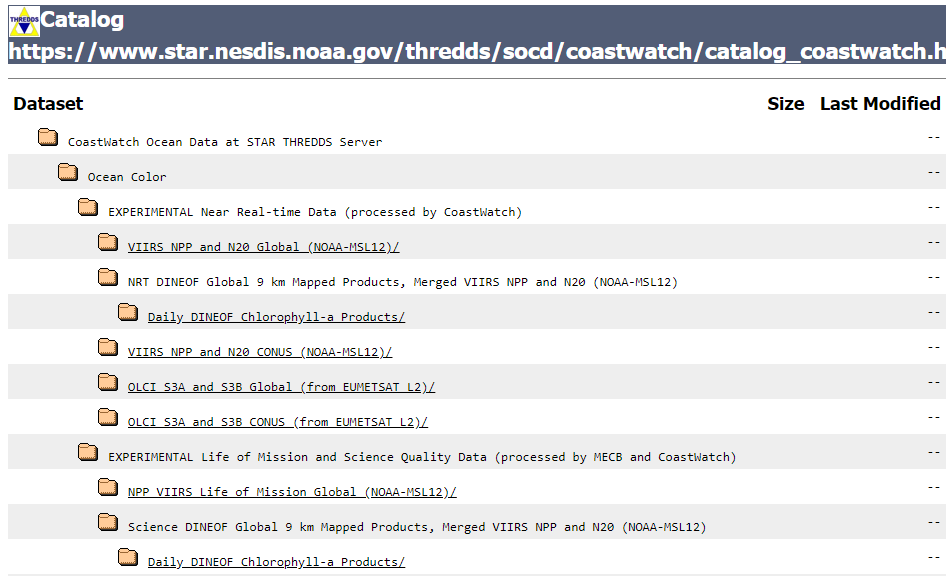 THREDDS Catalog
https://www.star.nesdis.noaa.gov/thredds/socd/coastwatch/catalog_coastwatch.h
Dataset Size Last Modified
CoastWatch Ocean Data at STAR THREDDS Server --
Ocean Color --
EXPERIMENTAL Near Real-time Data (processed by CoastWatch) --
VIIRS NPP and N20 Global (NOAA-MSL12)/ --
NRT DINEOF Global 9 km Mapped Products, Merged VIIRS NPP and N20 (NOAA-MSL12) --
Daily DINEOF Chlorophyll-a Products/ --
VIIRS NPP and N20 CONUS (NOAA-MSL12)/ --
OLCI S3A and S3B Global (from EUMETSAT L2)/ --
OLCI S3A and S3B CONUS (from EUMETSAT L2)/ --
EXPERIMENTAL Life of Mission and Science Quality Data (processed by MECB and CoastWatch) --
NPP VIIRS Life of Mission Global (NOAA-MSL12)/ --
Science DINEOF Global 9 km Mapped Products, Merged VIIRS NPP and N20 (NOAA-MSL12) --
Daily DINEOF Chlorophyll-a Products/ --